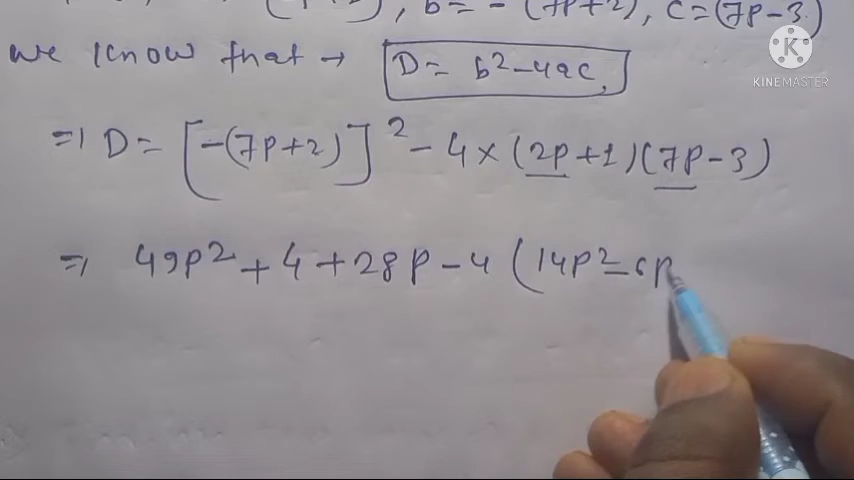 , b = - (7p+2), c = (7p-3)
we know that → D = b²-4ac,
⇒ D = [-(7p+2)]² - 4 × (2p+1)(7p-3)
⇒ 49p² + 4 + 28p - 4 (14p² - 6p
K
KINEMASTER